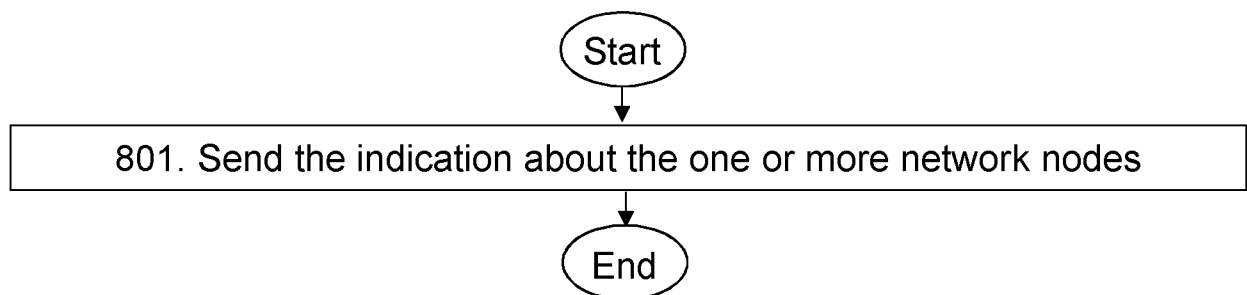 Start
801. Send the indication about the one or more network nodes
End